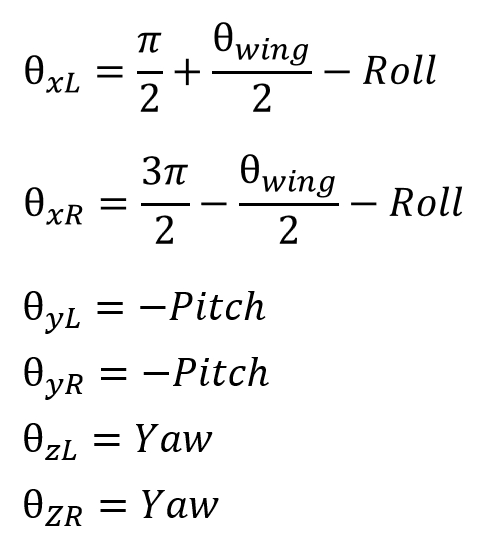 θ_xL = π/2 + θ_wing/2 − Roll
θ_xR = 3π/2 − θ_wing/2 − Roll
θ_yL = −Pitch
θ_yR = −Pitch
θ_zL = Yaw
θ_ZR = Yaw